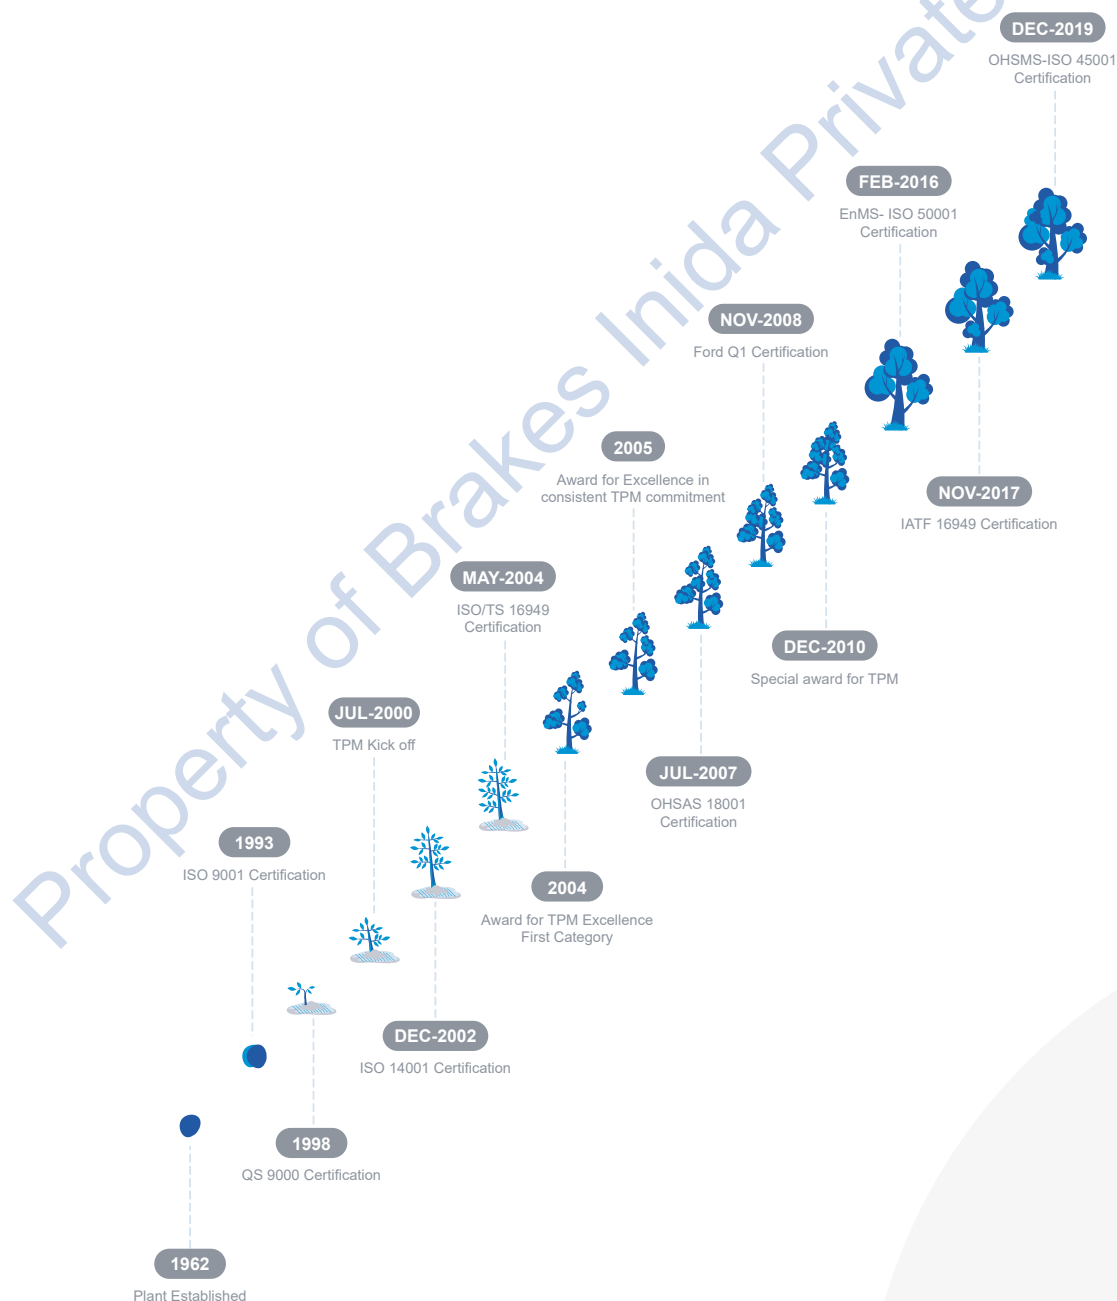 DEC-2019
OHSMS-ISO 45001
Certification
FEB-2016
EnMS- ISO 50001
Certification
NOV-2008
Ford Q1 Certification
2005
Award for Excellence in
consistent TPM commitment
NOV-2017
IATF 16949 Certification
MAY-2004
ISO/TS 16949
Certification
DEC-2010
Special award for TPM
JUL-2000
TPM Kick off
JUL-2007
OHSAS 18001
Certification
1993
ISO 9001 Certification
2004
Award for TPM Excellence
First Category
DEC-2002
ISO 14001 Certification
1998
QS 9000 Certification
1962
Plant Established
Property of Brakes Inida Private